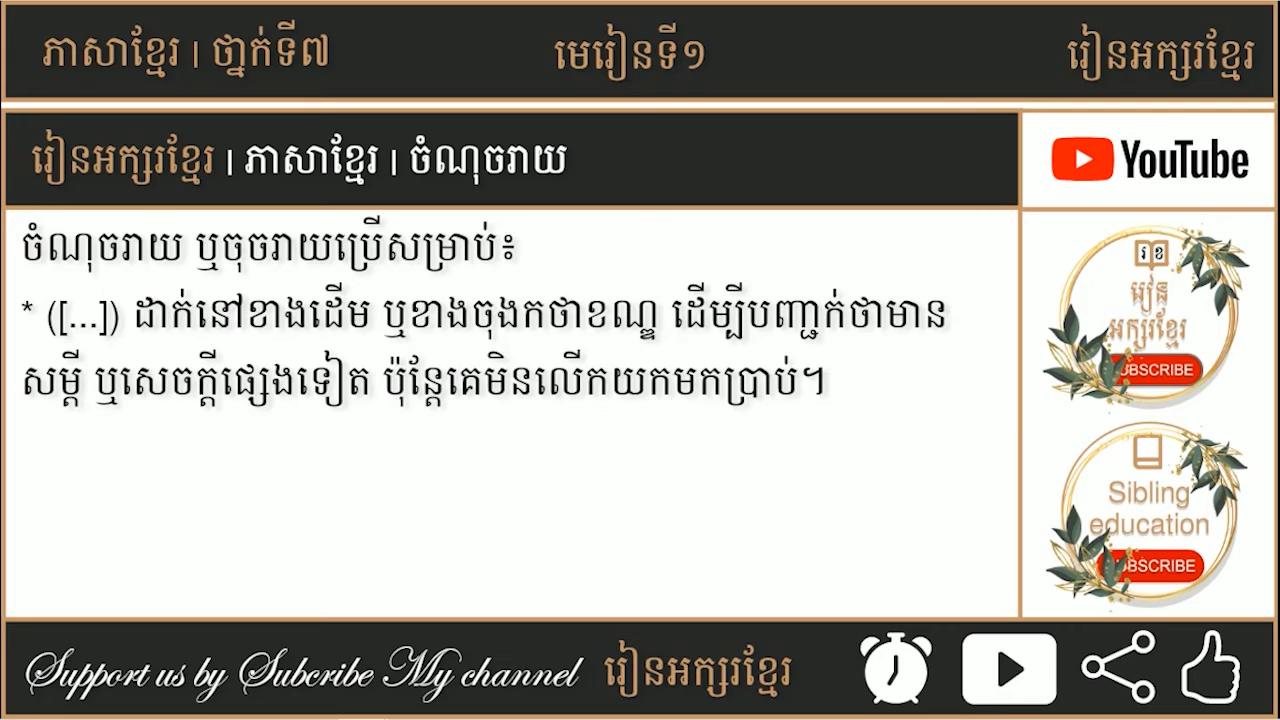 ភាសាខ្មែរ | ថ្នាក់ទី៧
មេរៀនទី១
រៀនអក្សរខ្មែរ
រៀនអក្សរខ្មែរ | ភាសាខ្មែរ | ចំណុចរាយ
YouTube
ចំណុចរាយ ឬចុចរាយប្រើសម្រាប់៖
* ([...]) ដាក់នៅខាងដើម ឬខាងចុងកថាខណ្ឌ ដើម្បីបញ្ជាក់ថាមាន
សម្តី ឬសេចក្តីផ្សេងទៀត ប៉ុន្តែគេមិនលើកយកមកប្រាប់។
រ ខ
រៀន
អក្សរខ្មែរ
SUBSCRIBE
Sibling
education
SUBSCRIBE
Support us by Subcribe My channel រៀនអក្សរខ្មែរ